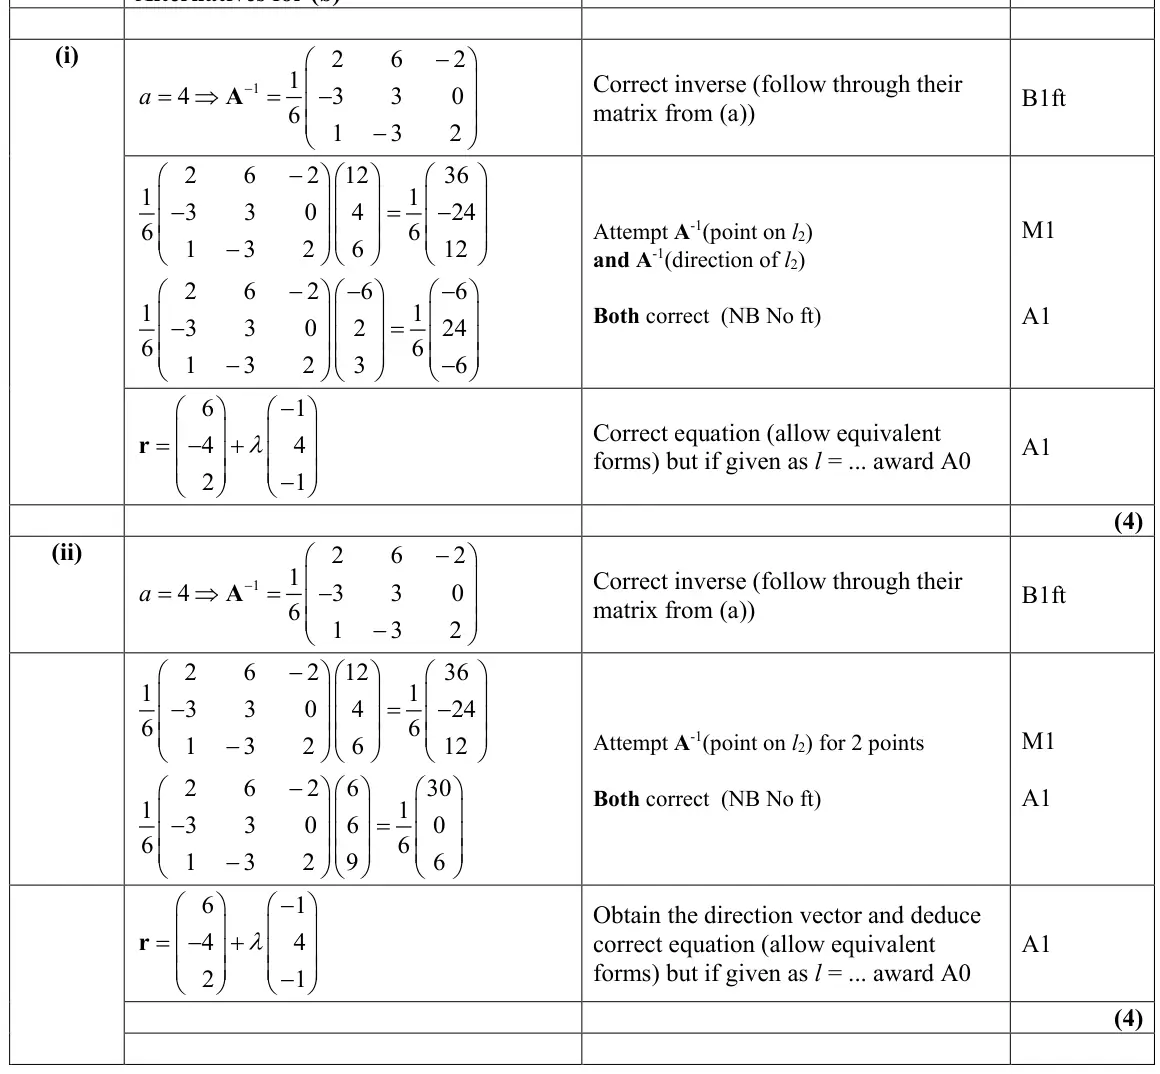 Alternatives for (b)
(i)
a = 4 ⇒ A⁻¹ = 1/6 ( 2 6 −2 ; −3 3 0 ; 1 −3 2 )
Correct inverse (follow through their
matrix from (a))
B1ft
1/6 ( 2 6 −2 ; −3 3 0 ; 1 −3 2 ) ( 12 ; 4 ; 6 ) = 1/6 ( 36 ; −24 ; 12 )
1/6 ( 2 6 −2 ; −3 3 0 ; 1 −3 2 ) ( −6 ; 2 ; 3 ) = 1/6 ( −6 ; 24 ; −6 )
Attempt A⁻¹(point on l₂)
and A⁻¹(direction of l₂)
M1
Both correct (NB No ft)
A1
r = ( 6 ; −4 ; 2 ) + λ ( −1 ; 4 ; −1 )
Correct equation (allow equivalent
forms) but if given as l = ... award A0
A1
(4)
(ii)
a = 4 ⇒ A⁻¹ = 1/6 ( 2 6 −2 ; −3 3 0 ; 1 −3 2 )
Correct inverse (follow through their
matrix from (a))
B1ft
1/6 ( 2 6 −2 ; −3 3 0 ; 1 −3 2 ) ( 12 ; 4 ; 6 ) = 1/6 ( 36 ; −24 ; 12 )
1/6 ( 2 6 −2 ; −3 3 0 ; 1 −3 2 ) ( 6 ; 6 ; 9 ) = 1/6 ( 30 ; 0 ; 6 )
Attempt A⁻¹(point on l₂) for 2 points
M1
Both correct (NB No ft)
A1
r = ( 6 ; −4 ; 2 ) + λ ( −1 ; 4 ; −1 )
Obtain the direction vector and deduce
correct equation (allow equivalent
forms) but if given as l = ... award A0
A1
(4)